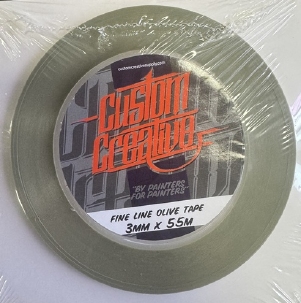 Custom
Creative
"BY PAINTERS
FOR PAINTERS"
FINE LINE OLIVE TAPE
3MM X 55M